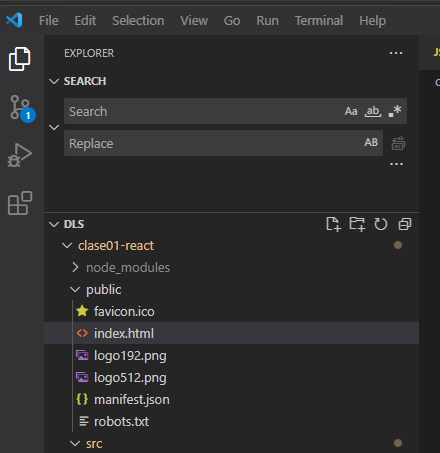 File Edit Selection View Go Run Terminal Help
EXPLORER
JS
SEARCH
Search Aa ab
1
Replace AB
DLS
clase01-react
node_modules
public
favicon.ico
index.html
logo192.png
logo512.png
manifest.json
robots.txt
src